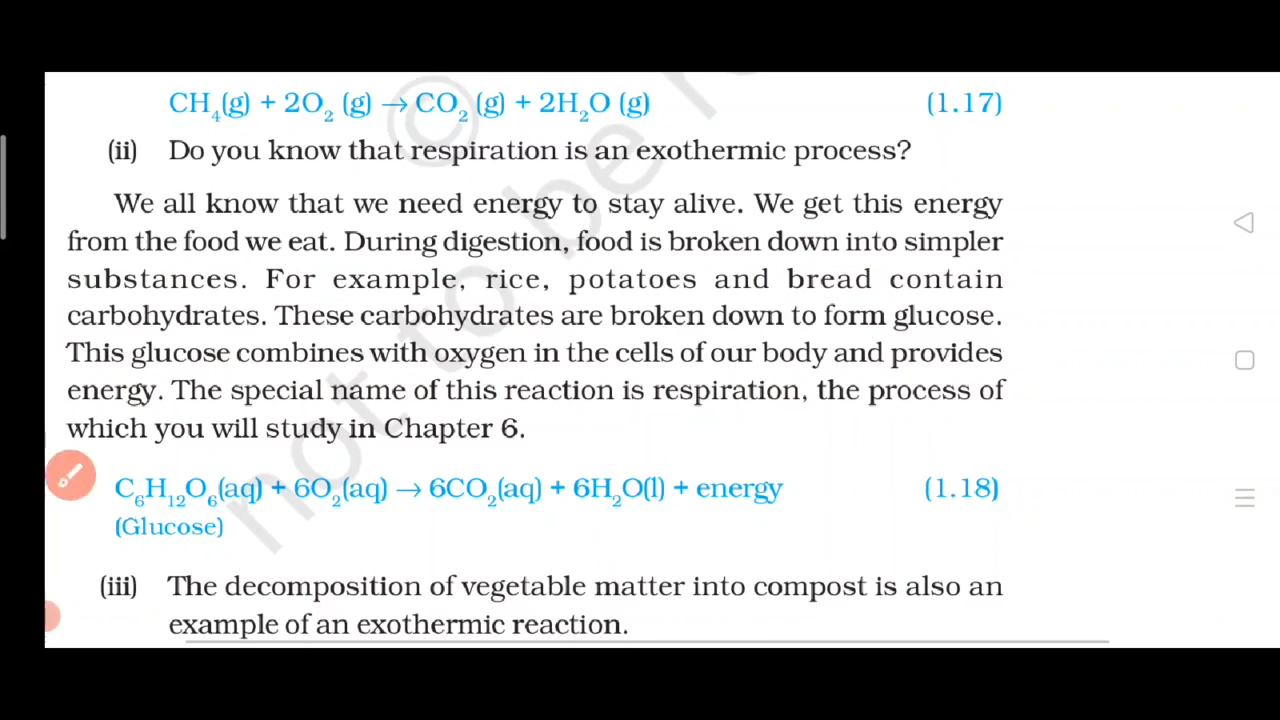 CH₄(g) + 2O₂ (g) → CO₂ (g) + 2H₂O (g) (1.17)
(ii) Do you know that respiration is an exothermic process?
We all know that we need energy to stay alive. We get this energy
from the food we eat. During digestion, food is broken down into simpler
substances. For example, rice, potatoes and bread contain
carbohydrates. These carbohydrates are broken down to form glucose.
This glucose combines with oxygen in the cells of our body and provides
energy. The special name of this reaction is respiration, the process of
which you will study in Chapter 6.
C₆H₁₂O₆(aq) + 6O₂(aq) → 6CO₂(aq) + 6H₂O(l) + energy (1.18)
(Glucose)
(iii) The decomposition of vegetable matter into compost is also an
example of an exothermic reaction.
©
not to be re